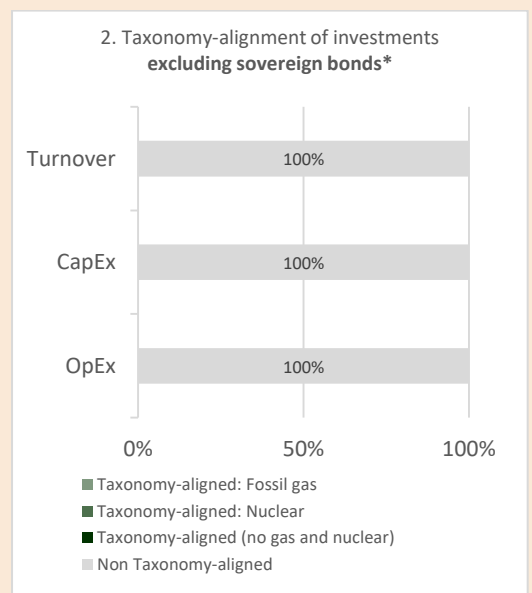 2. Taxonomy-alignment of investments
excluding sovereign bonds*
Turnover
100%
CapEx
100%
OpEx
100%
0%
50%
100%
Taxonomy-aligned: Fossil gas
Taxonomy-aligned: Nuclear
Taxonomy-aligned (no gas and nuclear)
Non Taxonomy-aligned